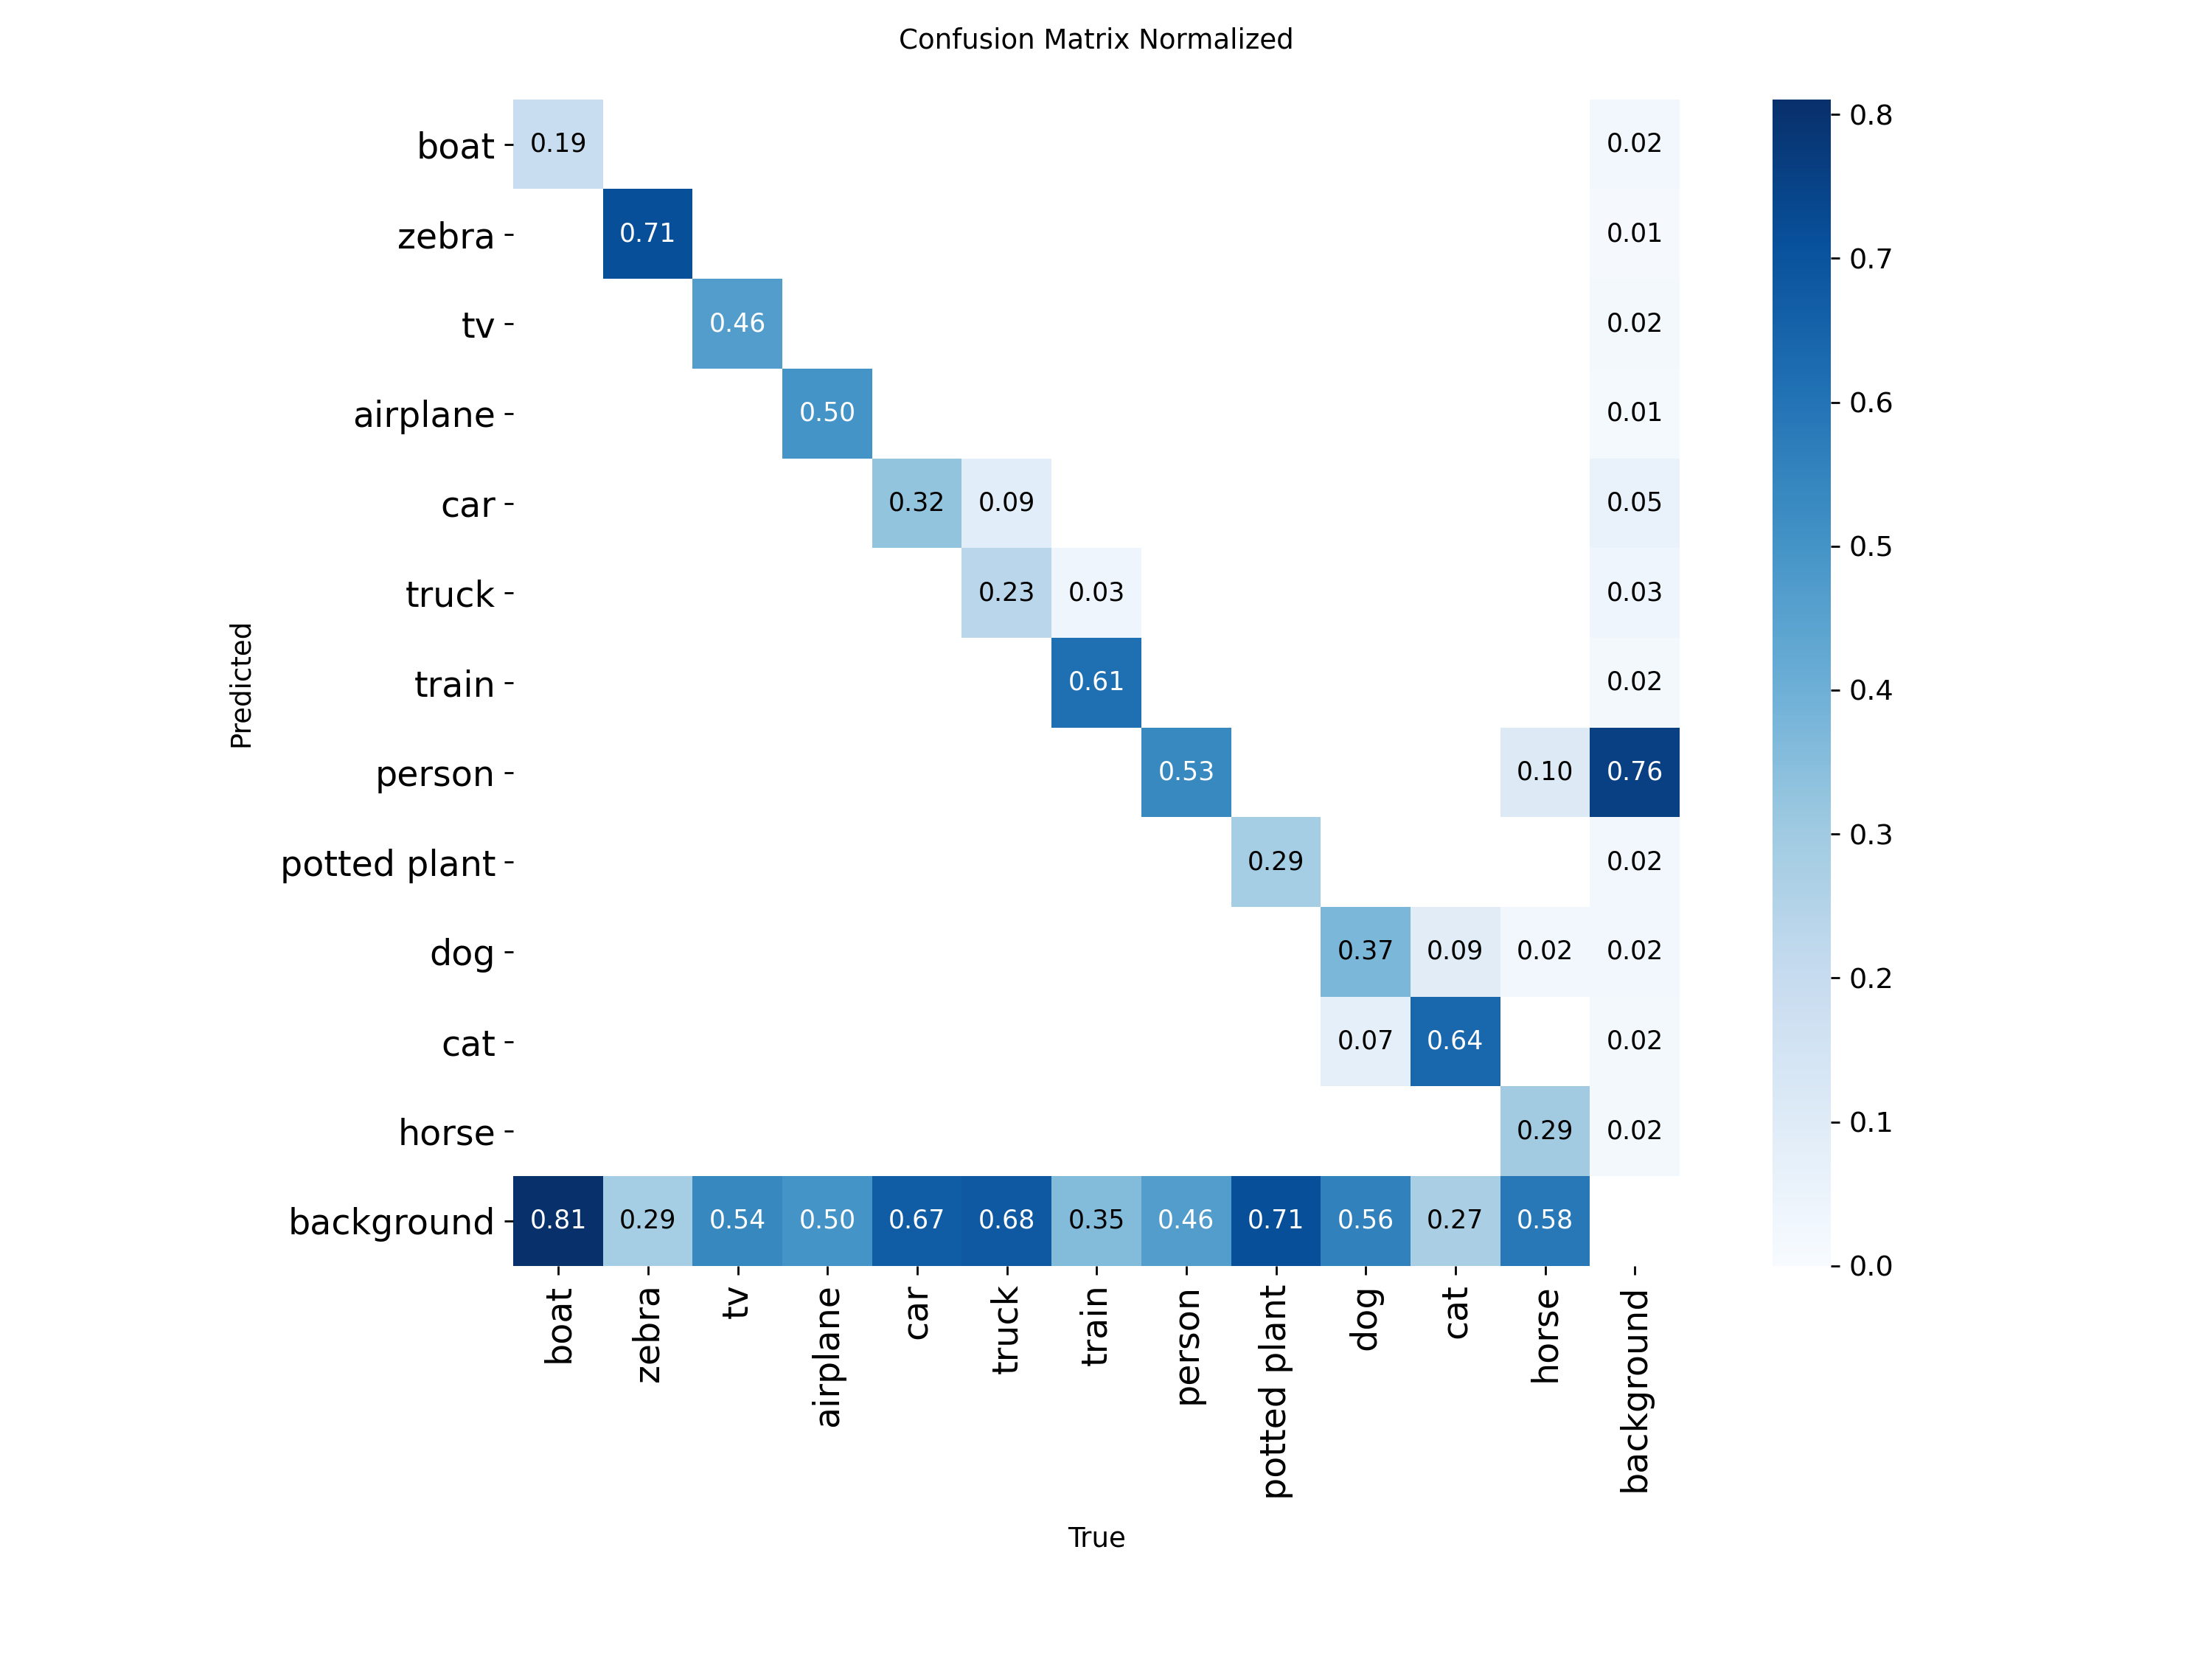 Confusion Matrix Normalized
boat 0.19 0.02
zebra 0.71 0.01
tv 0.46 0.02
airplane 0.50 0.01
car 0.32 0.09 0.05
truck 0.23 0.03 0.03
train 0.61 0.02
person 0.53 0.10 0.76
potted plant 0.29 0.02
dog 0.37 0.09 0.02 0.02
cat 0.07 0.64 0.02
horse 0.29 0.02
background 0.81 0.29 0.54 0.50 0.67 0.68 0.35 0.46 0.71 0.56 0.27 0.58
Predicted
boat zebra tv airplane car truck train person potted plant dog cat horse background
True
0.8
0.7
0.6
0.5
0.4
0.3
0.2
0.1
0.0